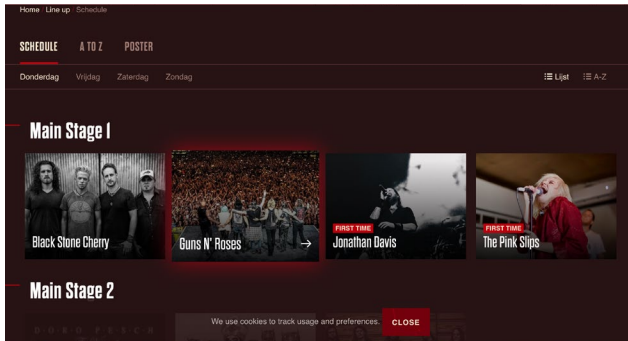 Home Line up Schedule
SCHEDULE A TO Z POSTER
Donderdag Vrijdag Zaterdag Zondag Lijst A-Z
Main Stage 1
FIRST TIME FIRST TIME
Black Stone Cherry Guns N' Roses Jonathan Davis The Pink Slips
Main Stage 2
We use cookies to track usage and preferences. CLOSE
DORO PESCH